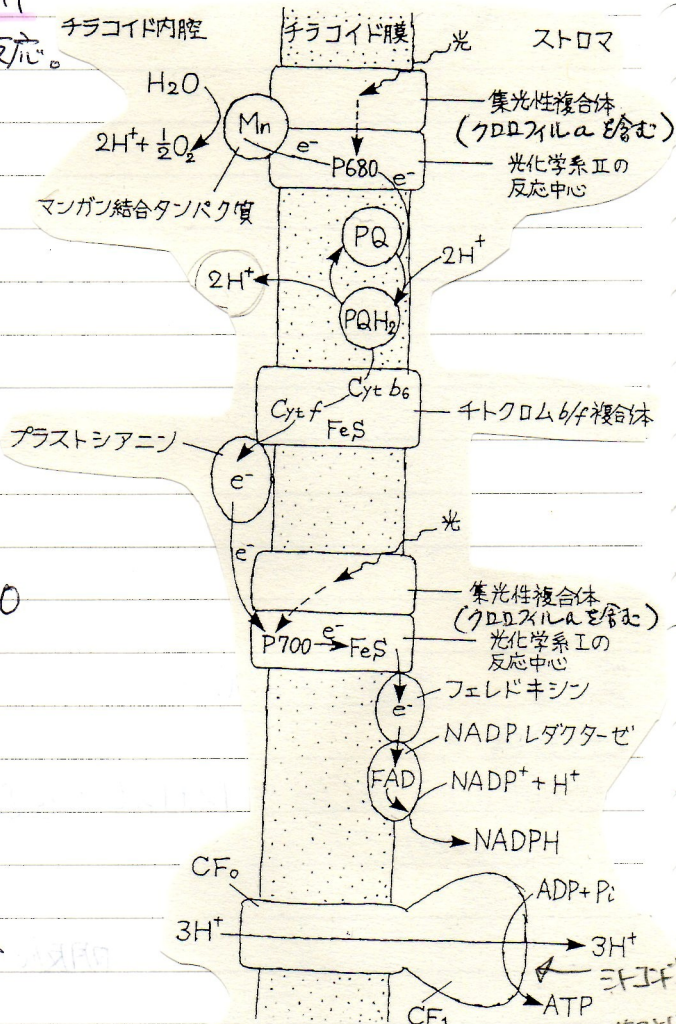 反応。
チラコイド内腔
チラコイド膜
ストロマ
光
H₂O
Mn
2H⁺+½O₂
e⁻
P680
e⁻
集光性複合体
(クロロフィルaを含む)
光化学系Ⅱの
反応中心
マンガン結合タンパク質
PQ
2H⁺
2H⁺
PQH₂
Cyt b₆
Cyt f
FeS
チトクロムb/f複合体
プラストシアニン
e⁻
e⁻
光
集光性複合体
(クロロフィルaを含む)
P700
e⁻
FeS
光化学系Ⅰの
反応中心
e⁻
フェレドキシン
NADPレダクターゼ
FAD
NADP⁺+H⁺
NADPH
CF₀
ADP+Pi
3H⁺
3H⁺
ミトコンド
ATP
CF₁